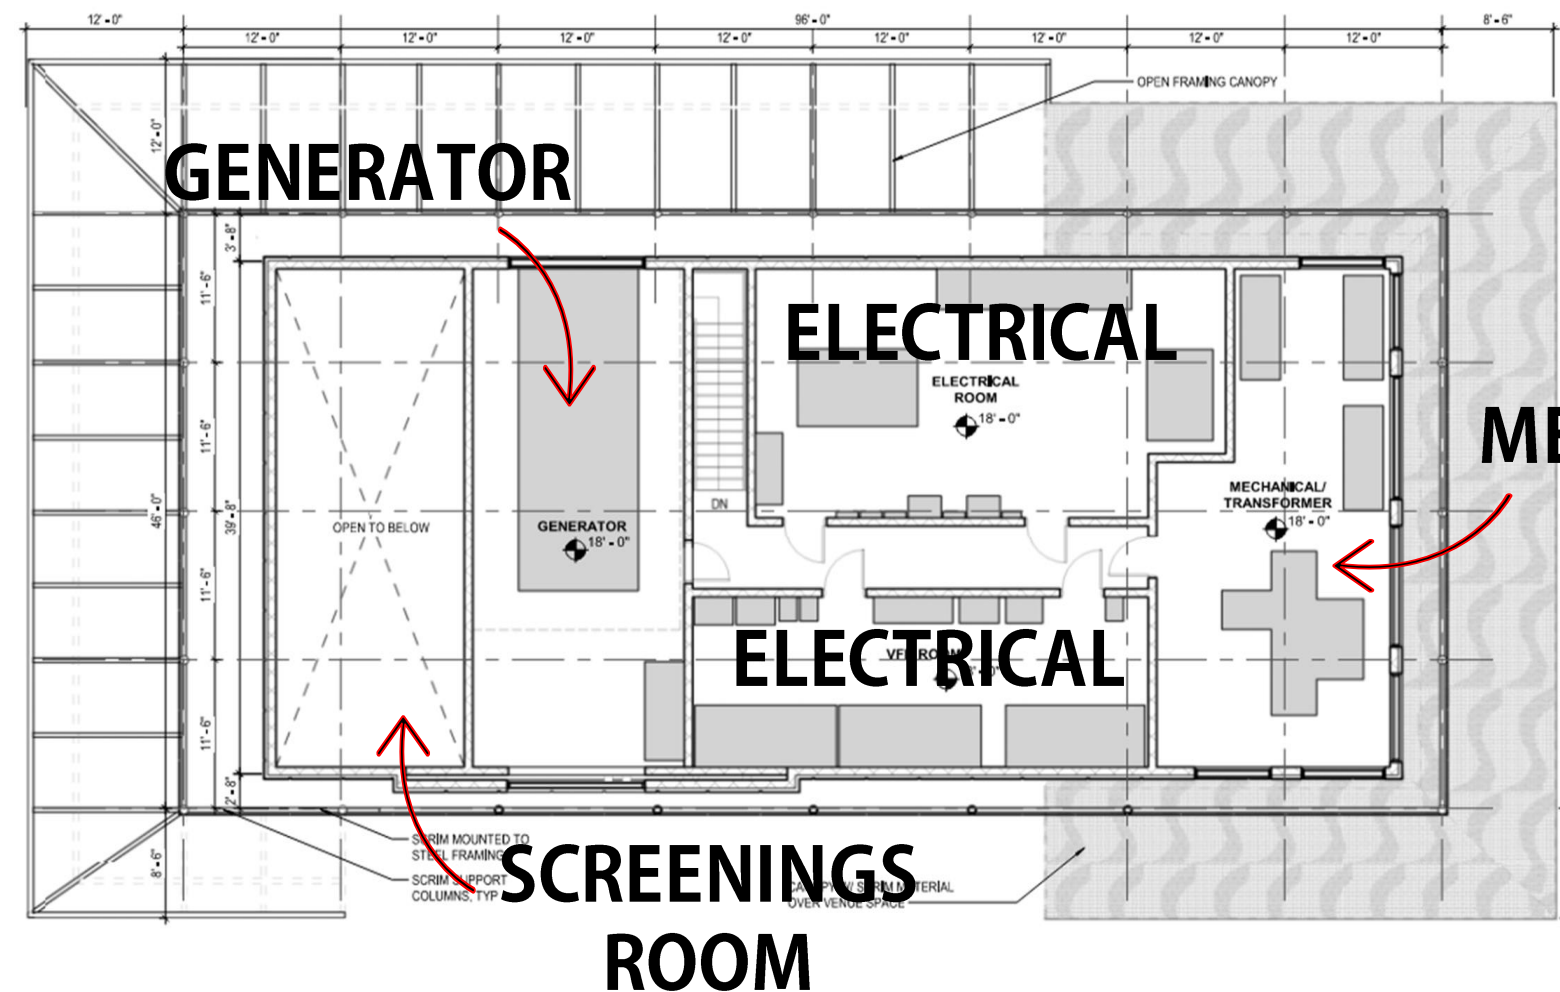 12' - 0"
96' - 0"
8' - 6"
12' - 0"
12' - 0"
12' - 0"
12' - 0"
12' - 0"
12' - 0"
12' - 0"
12' - 0"
OPEN FRAMING CANOPY
12' - 0"
GENERATOR
3' - 8"
11' - 6"
ELECTRICAL
ELECTRICAL
ROOM
18' - 0"
11' - 6"
ME
MECHANICAL/
TRANSFORMER
18' - 0"
46' - 0"
39' - 8"
OPEN TO BELOW
GENERATOR
18' - 0"
DN
11' - 6"
ELECTRICAL
ROOM
11' - 6"
2' - 8"
8' - 6"
SCRIM MOUNTED TO
STEEL FRAMING
SCRIM SUPPORT
COLUMNS, TYP
SCREENINGS
ROOM
CANOPY W/ SCRIM MATERIAL
OVER VENUE SPACE